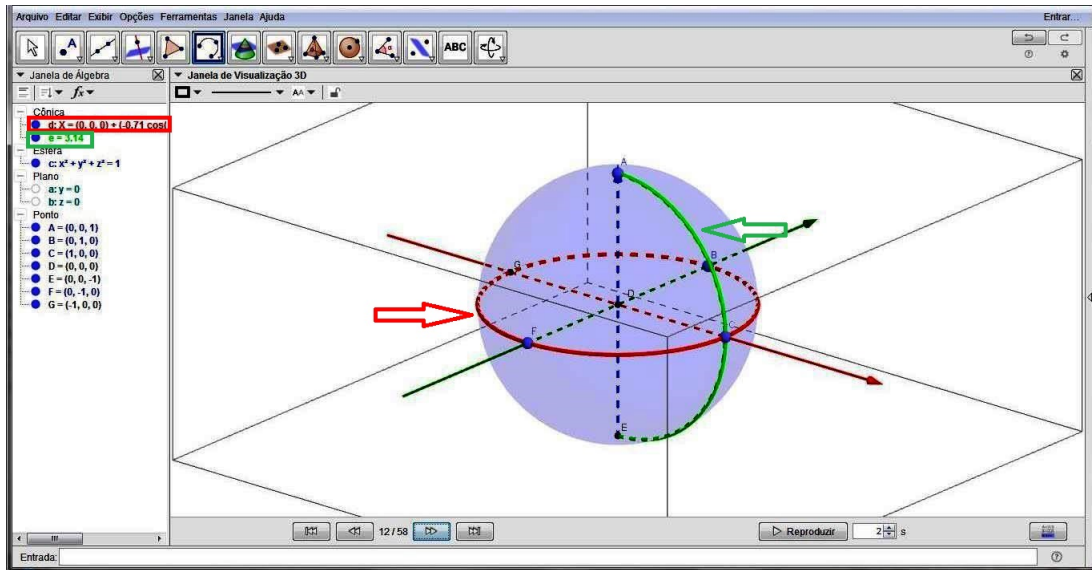 Arquivo Editar Exibir Opções Ferramentas Janela Ajuda Entrar...
ABC
Janela de Álgebra
Janela de Visualização 3D
fx
AA
Cônica
d: X = (0, 0, 0) + (-0.71 cos(
e = 3.14
Esfera
c: x² + y² + z² = 1
Plano
a: y = 0
b: z = 0
Ponto
A = (0, 0, 1)
B = (0, 1, 0)
C = (1, 0, 0)
D = (0, 0, 0)
E = (0, 0, -1)
F = (0, -1, 0)
G = (-1, 0, 0)
A
B
G
D
C
F
E
12 / 58
Reproduzir
2 s
Entrada: